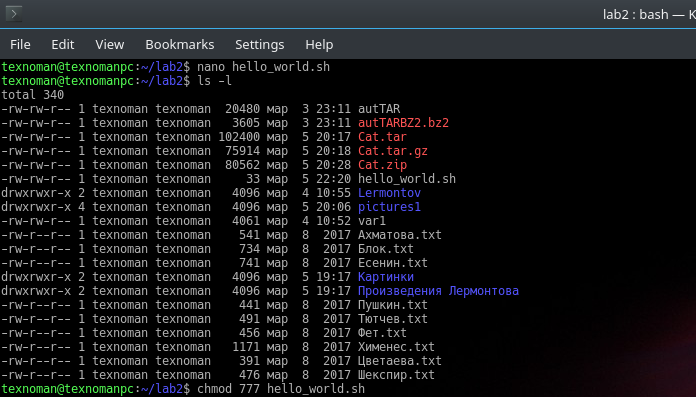 lab2 : bash — K
File Edit View Bookmarks Settings Help
texnoman@texnomanpc:~/lab2$ nano hello_world.sh
texnoman@texnomanpc:~/lab2$ ls -l
total 340
-rw-rw-r-- 1 texnoman texnoman  20480 мар  3 23:11 autTAR
-rw-rw-r-- 1 texnoman texnoman   3605 мар  3 23:11 autTARBZ2.bz2
-rw-rw-r-- 1 texnoman texnoman 102400 мар  5 20:17 Cat.tar
-rw-rw-r-- 1 texnoman texnoman  75914 мар  5 20:18 Cat.tar.gz
-rw-rw-r-- 1 texnoman texnoman  80562 мар  5 20:28 Cat.zip
-rw-rw-r-- 1 texnoman texnoman     33 мар  5 22:20 hello_world.sh
drwxrwxr-x 2 texnoman texnoman   4096 мар  4 10:55 Lermontov
drwxrwxr-x 4 texnoman texnoman   4096 мар  5 20:06 pictures1
-rw-rw-r-- 1 texnoman texnoman   4061 мар  4 10:52 var1
-rw-r--r-- 1 texnoman texnoman    541 мар  8  2017 Ахматова.txt
-rw-r--r-- 1 texnoman texnoman    734 мар  8  2017 Блок.txt
-rw-r--r-- 1 texnoman texnoman    741 мар  8  2017 Есенин.txt
drwxrwxr-x 2 texnoman texnoman   4096 мар  5 19:17 Картинки
drwxrwxr-x 2 texnoman texnoman   4096 мар  5 19:17 Произведения Лермонтова
-rw-r--r-- 1 texnoman texnoman    441 мар  8  2017 Пушкин.txt
-rw-r--r-- 1 texnoman texnoman    491 мар  8  2017 Тютчев.txt
-rw-r--r-- 1 texnoman texnoman    456 мар  8  2017 Фет.txt
-rw-r--r-- 1 texnoman texnoman   1171 мар  8  2017 Хименес.txt
-rw-r--r-- 1 texnoman texnoman    391 мар  8  2017 Цветаева.txt
-rw-r--r-- 1 texnoman texnoman    476 мар  8  2017 Шекспир.txt
texnoman@texnomanpc:~/lab2$ chmod 777 hello_world.sh